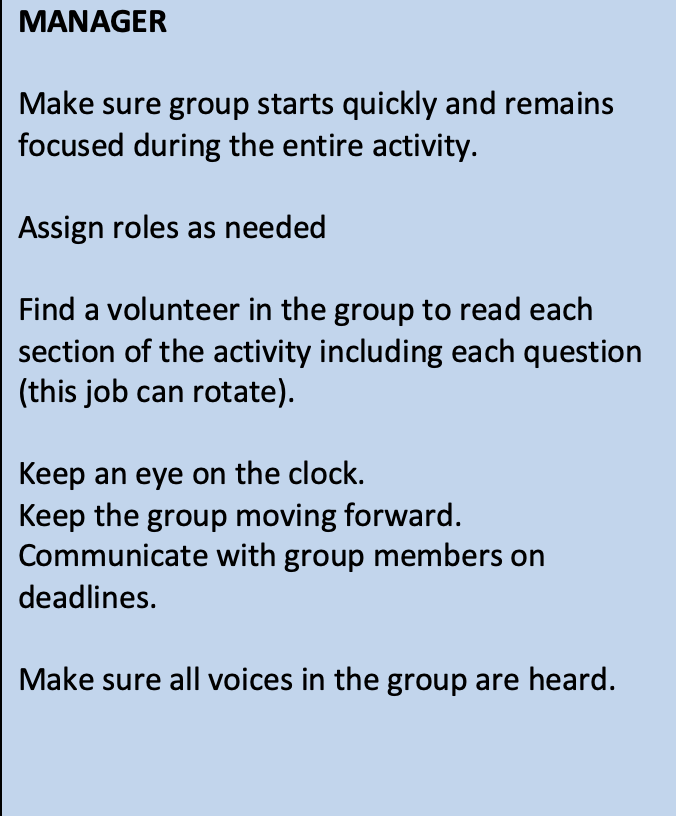 MANAGER
Make sure group starts quickly and remains
focused during the entire activity.
Assign roles as needed
Find a volunteer in the group to read each
section of the activity including each question
(this job can rotate).
Keep an eye on the clock.
Keep the group moving forward.
Communicate with group members on
deadlines.
Make sure all voices in the group are heard.